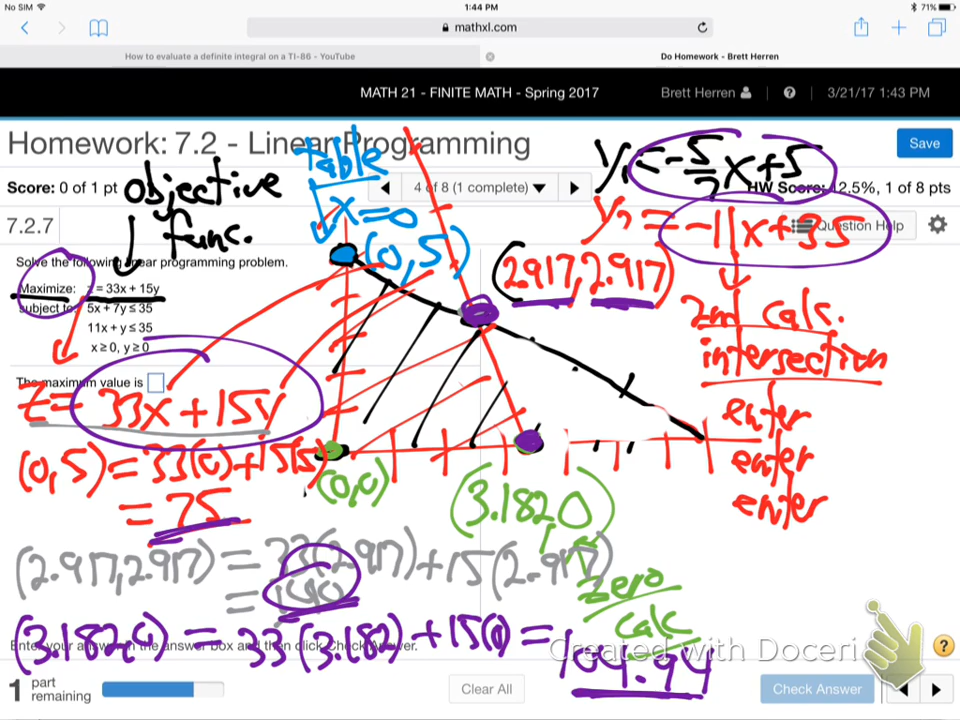 No SIM
1:44 PM
71%
mathxl.com
How to evaluate a definite integral on a TI-86 - YouTube
Do Homework - Brett Herren
MATH 21 - FINITE MATH - Spring 2017
Brett Herren
?
3/21/17 1:43 PM
Homework: 7.2 - Linear Programming
Save
Score: 0 of 1 pt
4 of 8 (1 complete)
HW Score: 12.5%, 1 of 8 pts
7.2.7
Question Help
objective
func.
Table
x=0
(0,5)
(2.917,2.917)
y₂ = -11x+35
Solve the following linear programming problem.
Maximize: z = 33x + 15y
subject to: 5x + 7y ≤ 35
11x + y ≤ 35
x ≥ 0, y ≥ 0
The maximum value is
z= 33x+15y
(0,5) = 33(0)+15(5)
= 75
(0,0)
(3.182,0)
2nd calc.
intersection
enter
enter
enter
(2.917,2.917) = 33(2.917)+15(2.917)
= 140
zero
calc
(3.182,0) = 33(3.182)+15(0)=104.94
Enter your answer in the answer box and then click Check Answer.
Created with Doceri
?
1 part remaining
Clear All
Check Answer